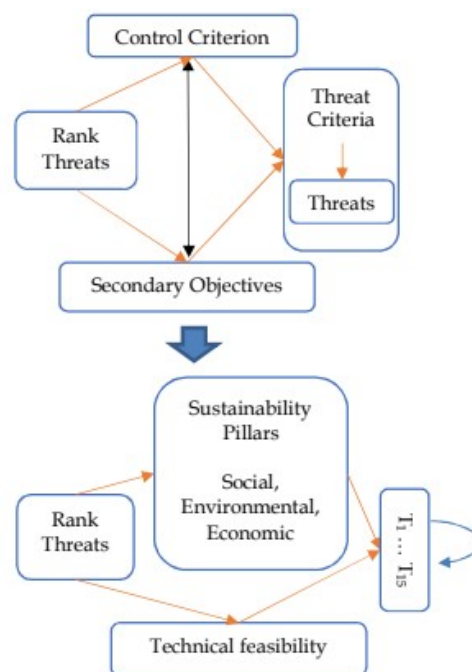 Control Criterion
Rank
Threats
Threat
Criteria
Threats
Secondary Objectives
Sustainability
Pillars
Social,
Environmental,
Economic
Rank
Threats
T₁ … T₁₅
Technical feasibility